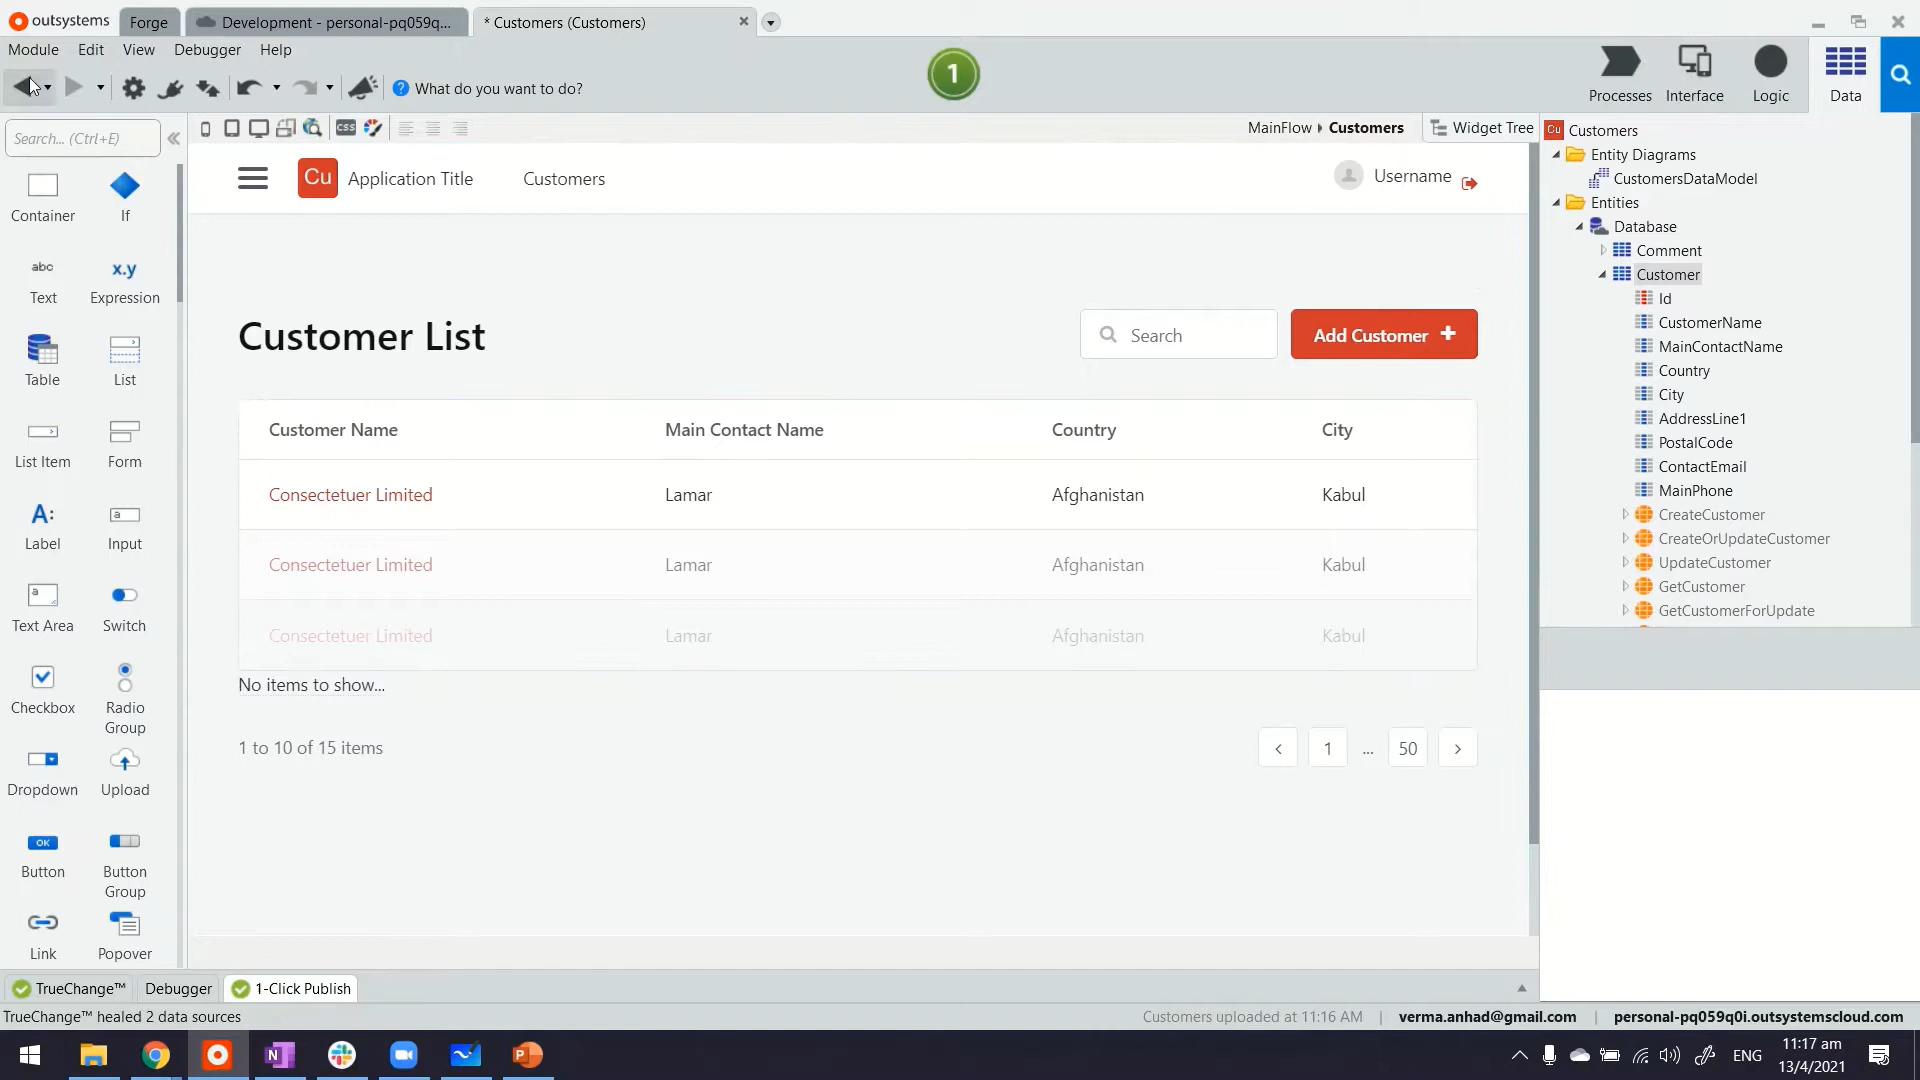 outsystems
Forge
Development - personal-pq059q...
* Customers (Customers)
Module
Edit
View
Debugger
Help
What do you want to do?
1
Processes
Interface
Logic
Data
Search... (Ctrl+E)
CSS
MainFlow
Customers
Widget Tree
Container
If
abc
Text
x.y
Expression
Table
List
List Item
Form
A:
Label
a
Input
a
Text Area
Switch
Checkbox
Radio
Group
Dropdown
Upload
OK
Button
Button
Group
Link
Popover
Cu
Application Title
Customers
Username
Customer List
Search
Add Customer
Customer Name
Main Contact Name
Country
City
Consectetuer Limited
Lamar
Afghanistan
Kabul
Consectetuer Limited
Lamar
Afghanistan
Kabul
Consectetuer Limited
Lamar
Afghanistan
Kabul
No items to show...
1 to 10 of 15 items
1
...
50
Cu
Customers
Entity Diagrams
CustomersDataModel
Entities
Database
Comment
Customer
Id
CustomerName
MainContactName
Country
City
AddressLine1
PostalCode
ContactEmail
MainPhone
CreateCustomer
CreateOrUpdateCustomer
UpdateCustomer
GetCustomer
GetCustomerForUpdate
TrueChange™
Debugger
1-Click Publish
TrueChange™ healed 2 data sources
Customers uploaded at 11:16 AM
verma.anhad@gmail.com
personal-pq059q0i.outsystemscloud.com
N
P
ENG
11:17 am
13/4/2021